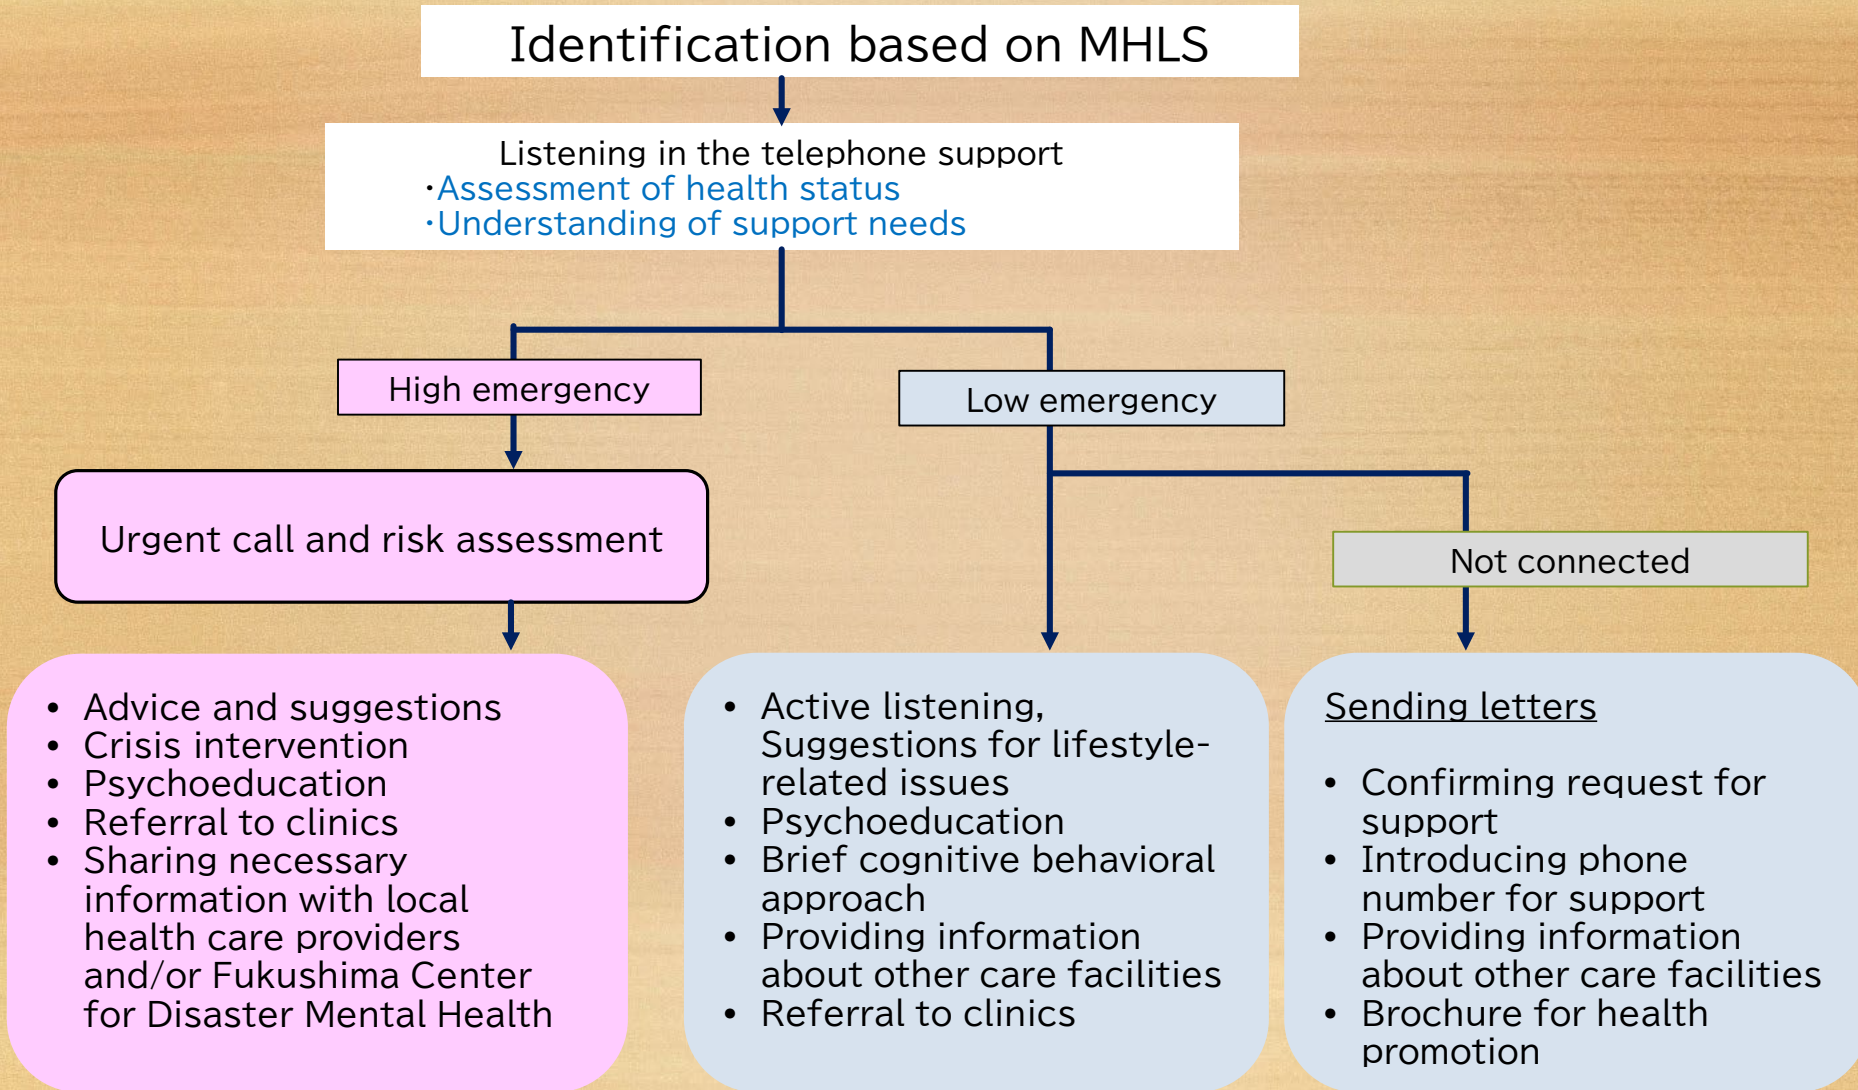 Identification based on MHLS
Listening in the telephone support
・Assessment of health status
・Understanding of support needs
High emergency
Low emergency
Urgent call and risk assessment
Not connected
• Advice and suggestions
• Crisis intervention
• Psychoeducation
• Referral to clinics
• Sharing necessary
information with local
health care providers
and/or Fukushima Center
for Disaster Mental Health
• Active listening,
Suggestions for lifestyle-
related issues
• Psychoeducation
• Brief cognitive behavioral
approach
• Providing information
about other care facilities
• Referral to clinics
Sending letters
• Confirming request for
support
• Introducing phone
number for support
• Providing information
about other care facilities
• Brochure for health
promotion